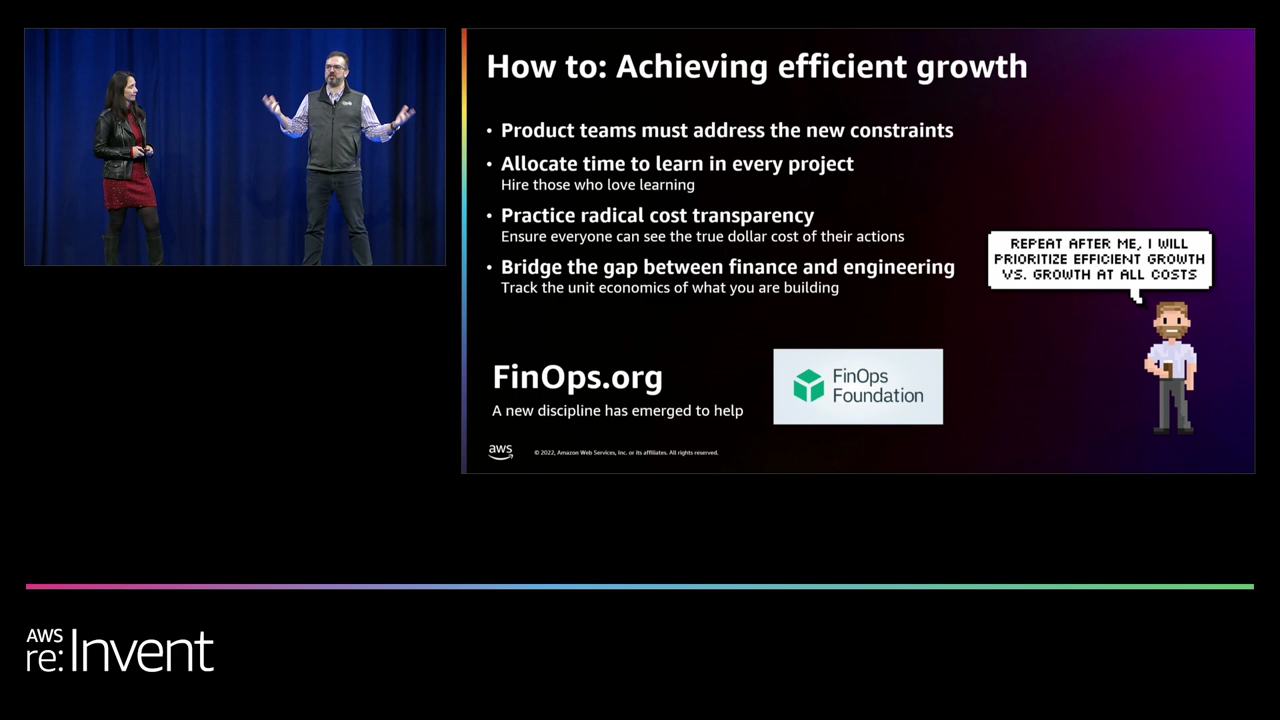 How to: Achieving efficient growth
• Product teams must address the new constraints
• Allocate time to learn in every project
Hire those who love learning
• Practice radical cost transparency
Ensure everyone can see the true dollar cost of their actions
• Bridge the gap between finance and engineering
Track the unit economics of what you are building
REPEAT AFTER ME, I WILL
PRIORITIZE EFFICIENT GROWTH
VS. GROWTH AT ALL COSTS
FinOps.org
A new discipline has emerged to help
FinOps
Foundation
aws
© 2022, Amazon Web Services, Inc. or its affiliates. All rights reserved.
AWS
re:Invent